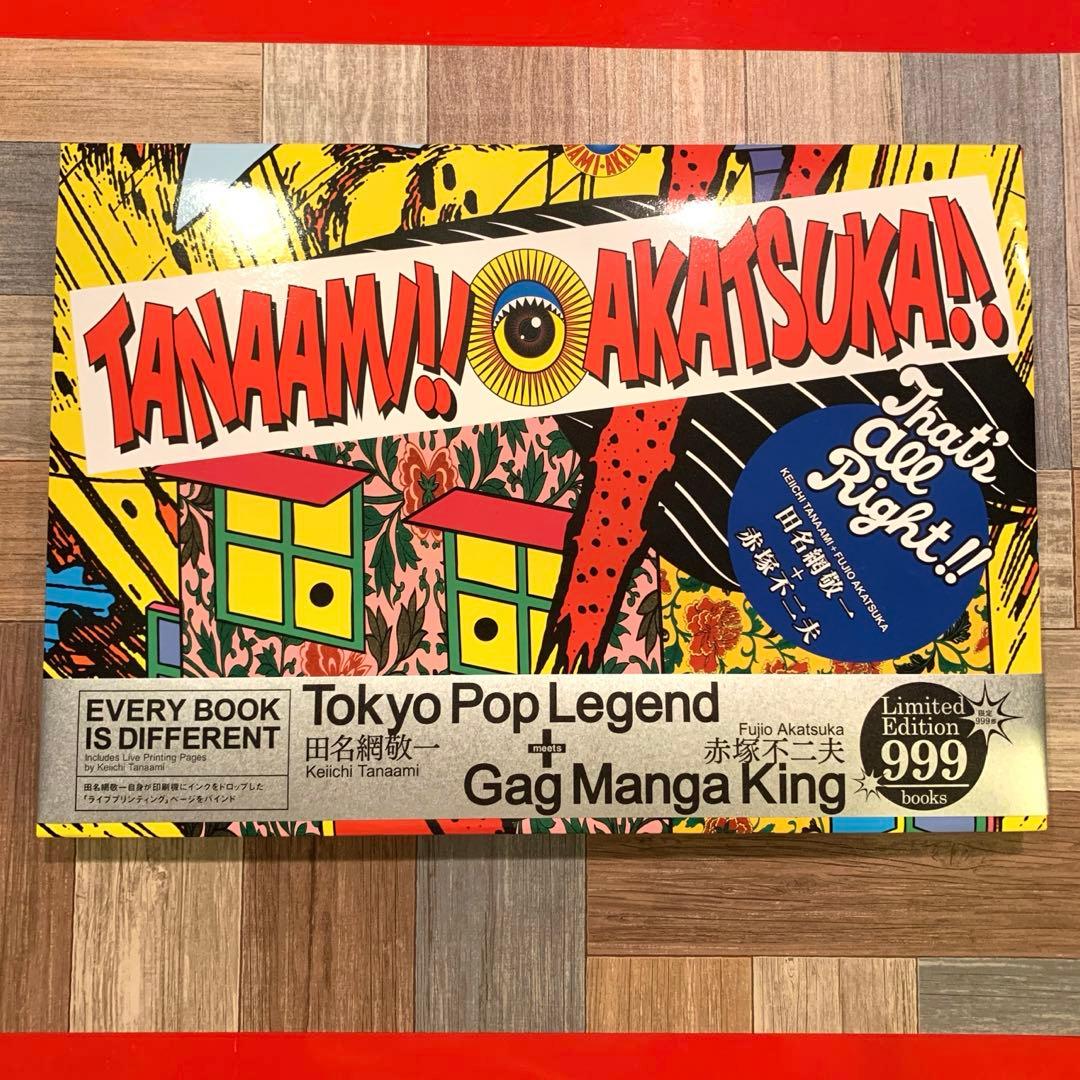 AMI-AKAT
TANAAMI!! AKATSUKA!!
That's
all
Right!!
KEIICHI TANAAMI + FUJIO AKATSUKA
田名網敬一
+
赤塚不二夫
EVERY BOOK
IS DIFFERENT
Includes Live Printing Pages
by Keiichi Tanaami
田名網敬一自身が印刷機にインクをドロップした
「ライブプリンティング」ページをバインド
Tokyo Pop Legend
田名網敬一
Keiichi Tanaami
meets
Fujio Akatsuka
赤塚不二夫
Gag Manga King
Limited
Edition
999
books
限定
999部